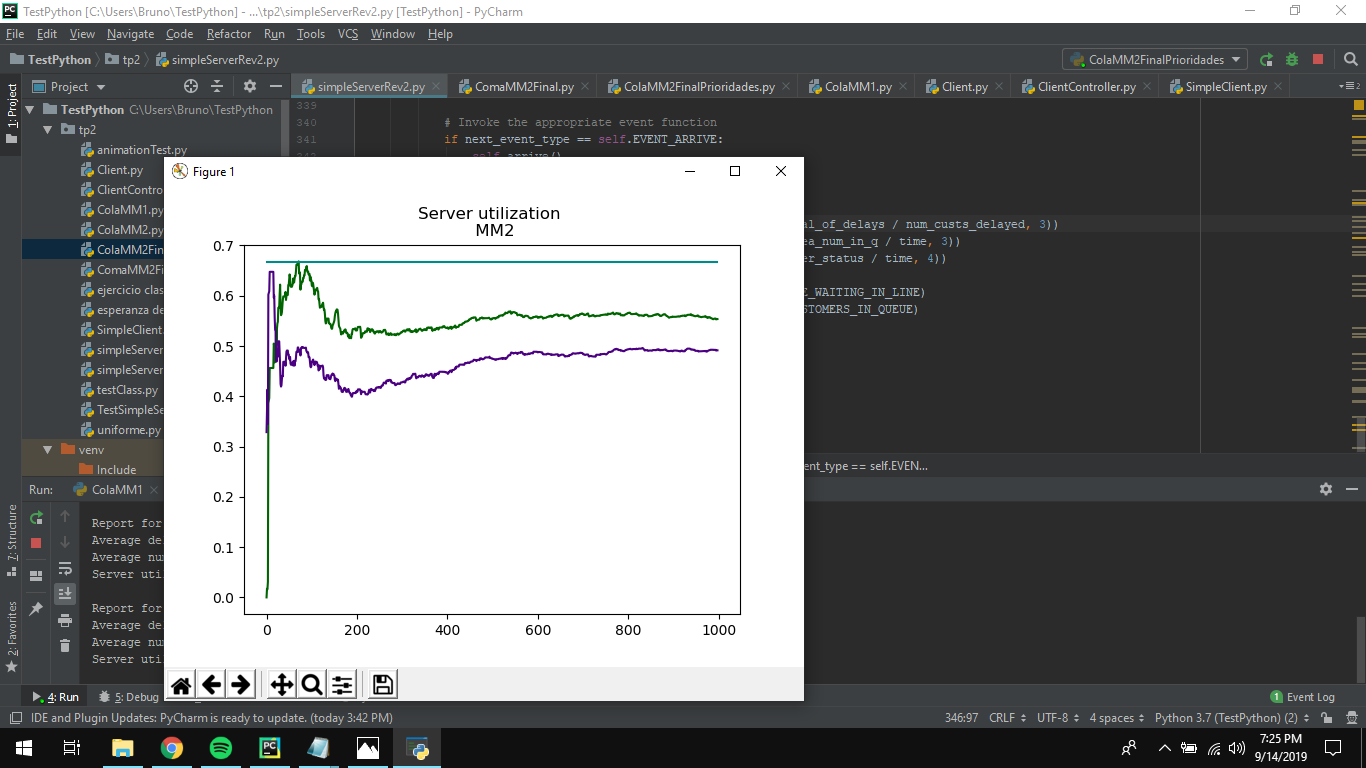 TestPython [C:\Users\Bruno\TestPython] - ...\tp2\simpleServerRev2.py [TestPython] - PyCharm
File Edit View Navigate Code Refactor Run Tools VCS Window Help
TestPython tp2 simpleServerRev2.py
ColaMM2FinalPrioridades
1: Project
Project
simpleServerRev2.py ComaMM2Final.py ColaMM2FinalPrioridades.py ColaMM1.py Client.py ClientController.py SimpleClient.py
TestPython C:\Users\Bruno\TestPython
tp2
animationTest.py
Client.py
ClientContro
ColaMM1.py
ColaMM2.py
ColaMM2Fin
ComaMM2Fi
ejercicio clas
esperanza de
SimpleClient.
simpleServer
simpleServer
testClass.py
TestSimpleSe
uniforme.py
venv
Include
339
340 # Invoke the appropriate event function
341 if next_event_type == self.EVENT_ARRIVE:
al_of_delays / num_custs_delayed, 3))
ea_num_in_q / time, 3))
er_status / time, 4))
E_WAITING_IN_LINE)
STOMERS_IN_QUEUE)
ent_type == self.EVEN...
Figure 1
Server utilization
MM2
0.7
0.6
0.5
0.4
0.3
0.2
0.1
0.0
0 200 400 600 800 1000
Run: ColaMM1
Report for
Average de
Average nu
Server uti
Report for
Average de
Average nu
Server uti
7: Structure
2: Favorites
4: Run 5: Debug
1 Event Log
IDE and Plugin Updates: PyCharm is ready to update. (today 3:42 PM)
346:97 CRLF UTF-8 4 spaces Python 3.7 (TestPython) (2)
7:25 PM
9/14/2019